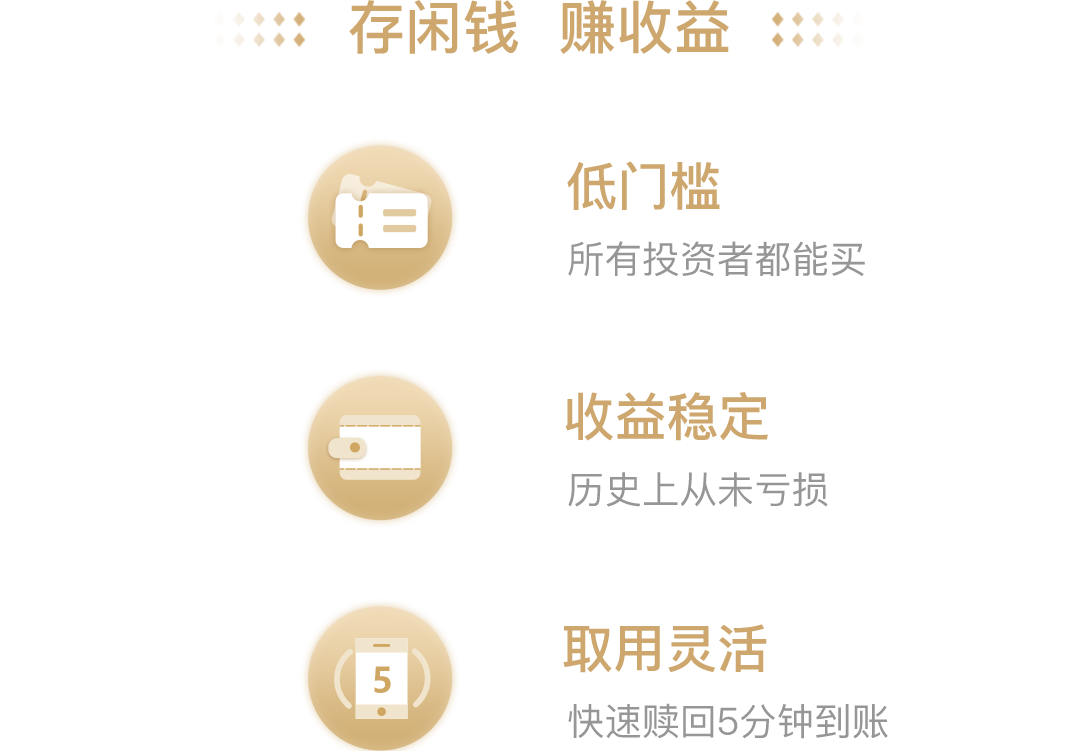 存闲钱 赚收益
低门槛
所有投资者都能买
收益稳定
历史上从未亏损
5
取用灵活
快速赎回5分钟到账